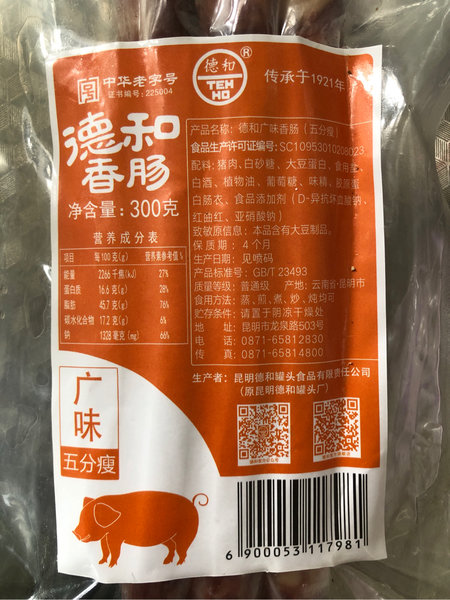 中华老字号
证书编号:225004
德和
TEH HO
®
传承于1921年
德和
香肠
净含量:300克
营养成分表
项目 每100克(g) 营养素参考值%
能量 2266千焦(kJ) 27%
蛋白质 16.6克(g) 28%
脂肪 45.7克(g) 76%
碳水化合物 17.2克(g) 6%
钠 1328毫克(mg) 66%
产品名称:德和广味香肠(五分瘦)
食品生产许可证编号:SC10953010208023
配料:猪肉、白砂糖、大豆蛋白、食用盐、
白酒、植物油、葡萄糖、味精、胶原蛋
白肠衣、食品添加剂(D-异抗坏血酸钠、
红曲红、亚硝酸钠)
致敏原信息:本品含有大豆制品。
保质期:4个月
生产日期:见喷码
产品标准号:GB/T 23493
质量等级:普通级 产地:云南省·昆明市
食用方法:蒸、煎、煮、炒、炖均可
贮存条件:请置于阴凉干燥处
地址:昆明市龙泉路503号
电话:0871-65812830
传真:0871-65814800
生产者:昆明德和罐头食品有限责任公司
(原昆明德和罐头厂)
广味
五分瘦
6 900053 117981